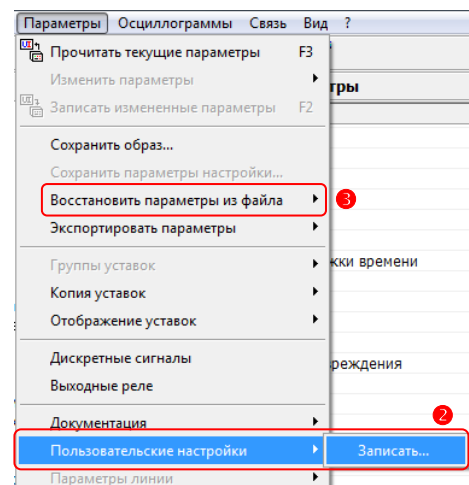 Параметры Осциллограммы Связь Вид ?
Прочитать текущие параметры F3
Изменить параметры
тры
Записать измененные параметры F2
Сохранить образ...
Сохранить параметры настройки...
Восстановить параметры из файла 3
Экспортировать параметры
Группы уставок
жки времени
Копия уставок
Отображение уставок
Дискретные сигналы
реждения
Выходные реле
Документация
2
Пользовательские настройки Записать...
Параметры линии